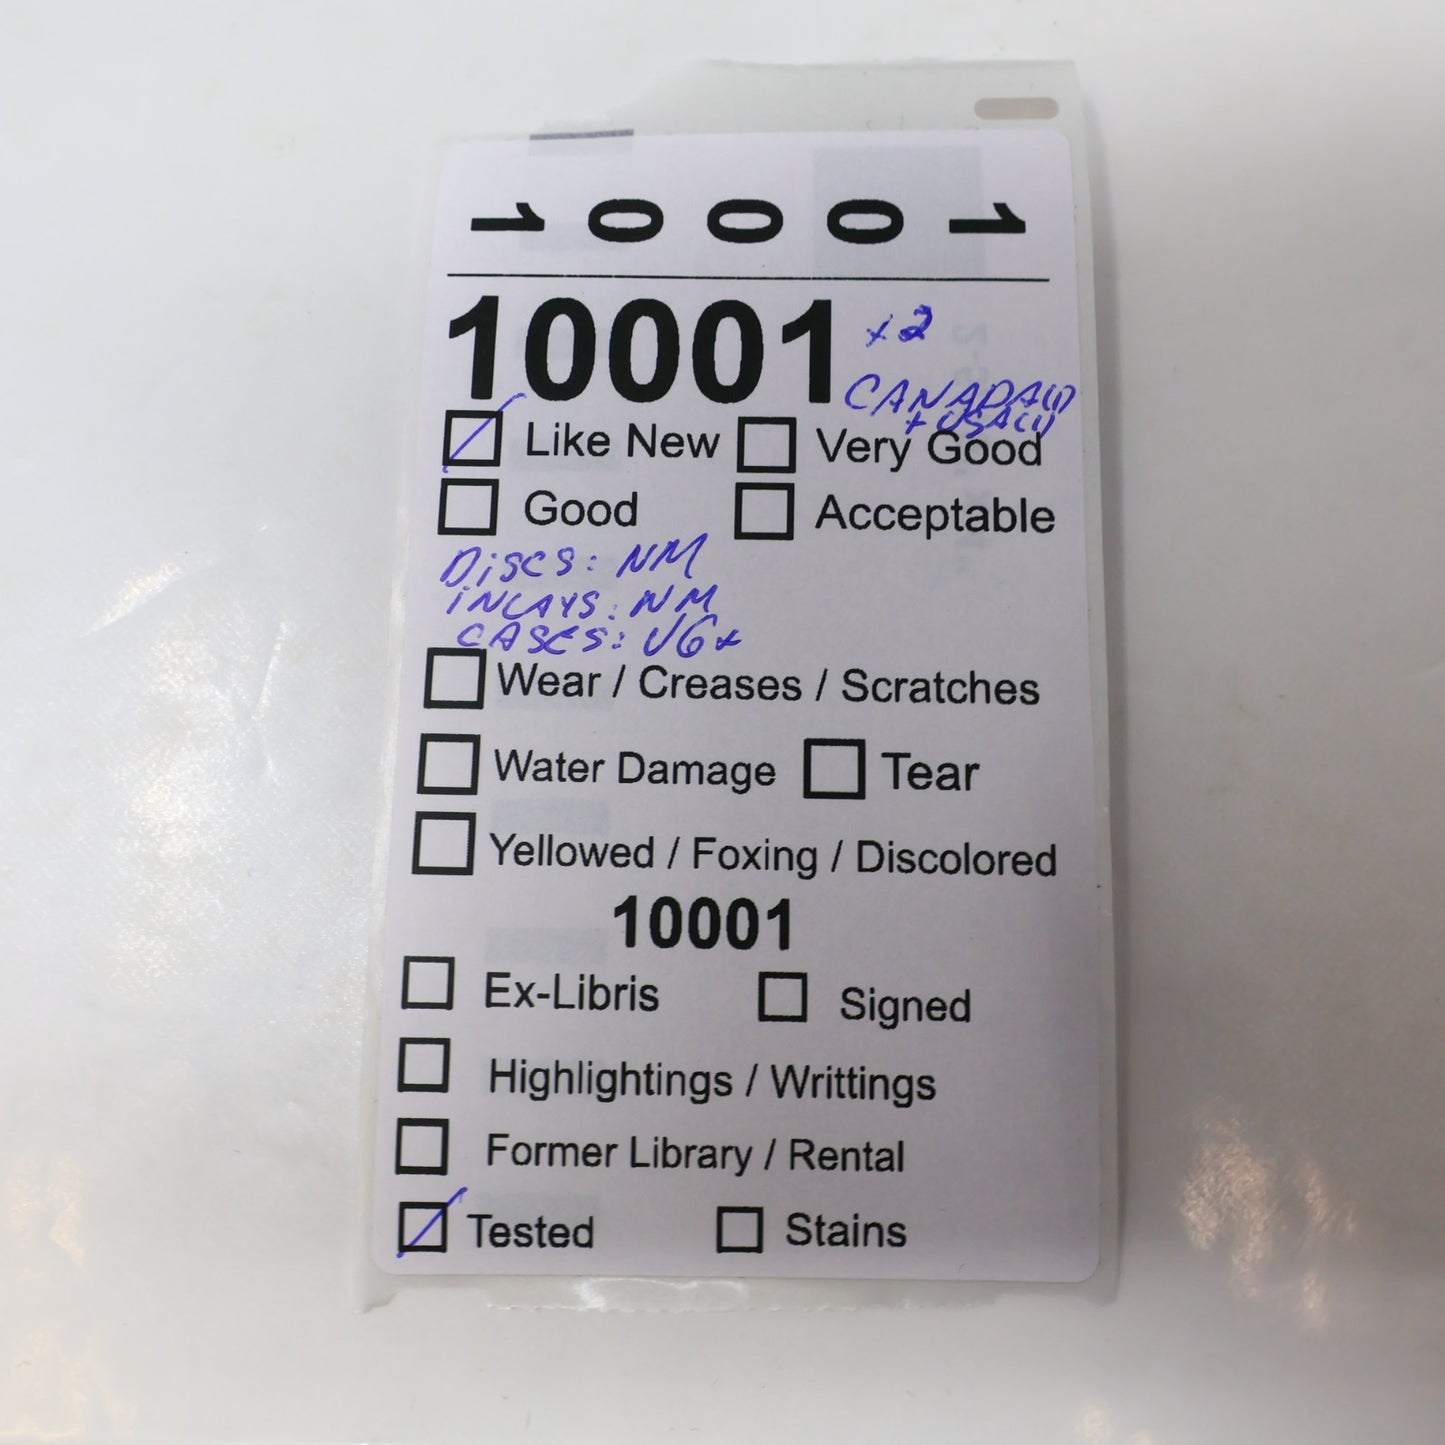 10001
10001 x2
CANADA(1)
+ USA(1)
Like New Very Good
Good Acceptable
DISCS: NM
INLAYS: NM
CASES: VG+
Wear / Creases / Scratches
Water Damage Tear
Yellowed / Foxing / Discolored
10001
Ex-Libris Signed
Highlightings / Writtings
Former Library / Rental
Tested Stains